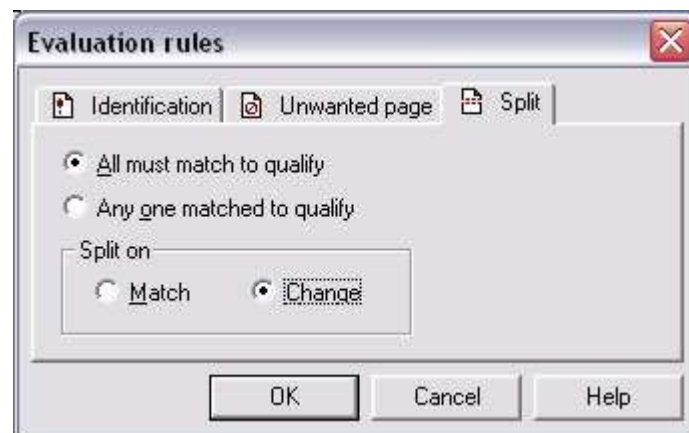 Evaluation rules
Identification Unwanted page Split
All must match to qualify
Any one matched to qualify
Split on
Match Change
OK Cancel Help